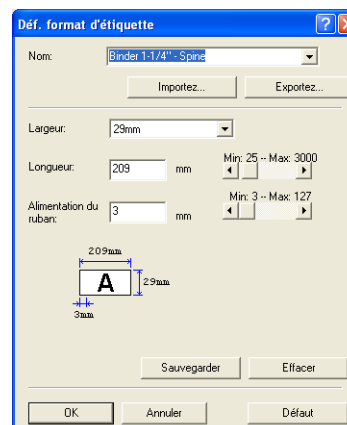 Déf. format d'étiquette
Nom: Binder 1-1/4" - Spine
Importez... Exportez...
Largeur: 29mm
Min: 25 -- Max: 3000
Longueur: 209 mm
Min: 3 -- Max: 127
Alimentation du ruban: 3 mm
209mm
A 29mm
3mm
Sauvegarder Effacer
OK Annuler Défaut